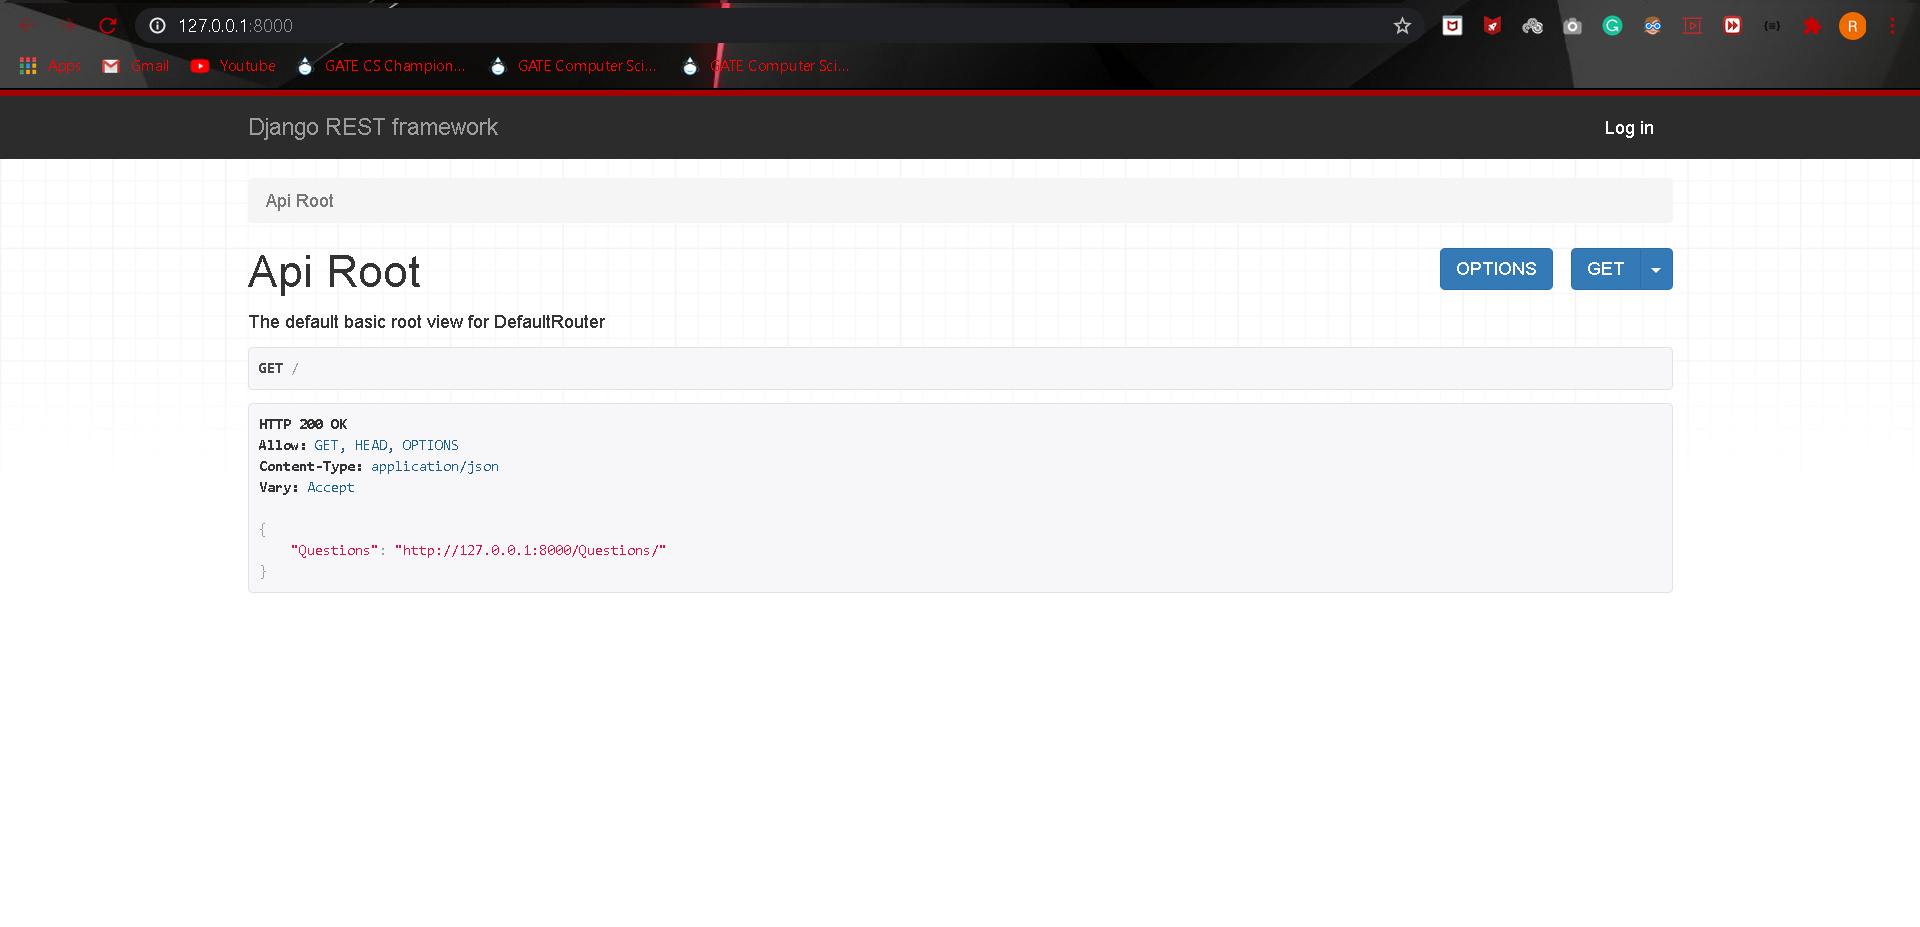 127.0.0.1:8000
Apps Gmail Youtube GATE CS Champion... GATE Computer Sci... GATE Computer Sci...
R
Django REST framework Log in
Api Root
Api Root OPTIONS GET
The default basic root view for DefaultRouter
GET /
HTTP 200 OK
Allow: GET, HEAD, OPTIONS
Content-Type: application/json
Vary: Accept
{
"Questions": "http://127.0.0.1:8000/Questions/"
}